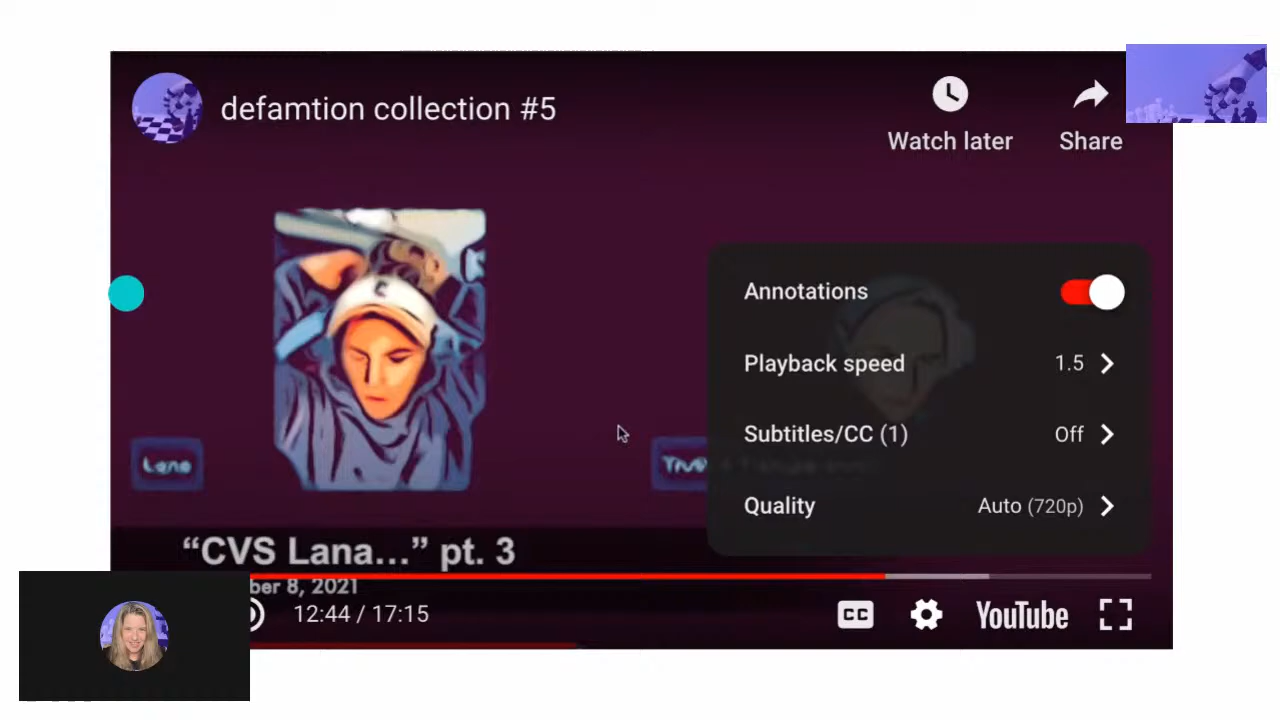 defamtion collection #5
Watch later
Share
Annotations
Playback speed
1.5
Subtitles/CC (1)
Off
Quality
Auto (720p)
Lana
“CVS Lana...” pt. 3
ber 8, 2021
12:44 / 17:15
CC
YouTube